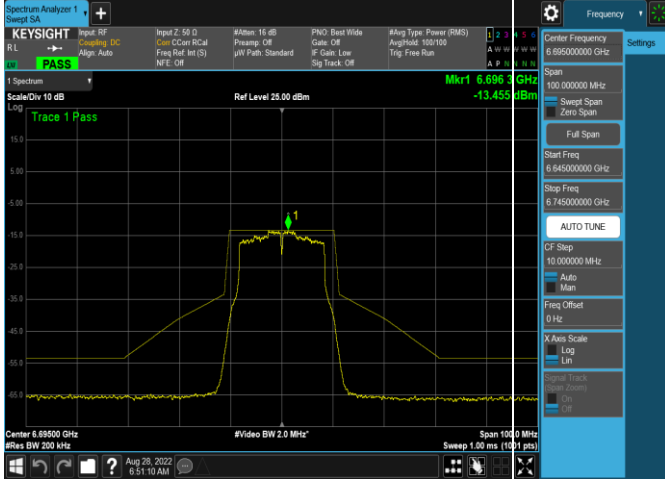 Spectrum Analyzer 1
Swept SA
+
Frequency
KEYSIGHT
R L
LV
PASS
Input: RF
Coupling: DC
Align: Auto
Input Z: 50 Ω
Corr CCorr RCal
Freq Ref: Int (S)
NFE: Off
#Atten: 16 dB
Preamp: Off
µW Path: Standard
PNO: Best Wide
Gate: Off
IF Gain: Low
Sig Track: Off
#Avg Type: Power (RMS)
Avg|Hold: 100/100
Trig: Free Run
1 2 3 4 5 6
A W W W W W
A P N N N N
1 Spectrum
Scale/Div 10 dB
Log
Ref Level 25.00 dBm
Mkr1 6.696 3 GHz
-13.455 dBm
Trace 1 Pass
15.0
5.00
-5.00
-15.0
-25.0
-35.0
-45.0
-55.0
-65.0
1
Center 6.69500 GHz
#Res BW 200 kHz
#Video BW 2.0 MHz*
Span 100.0 MHz
Sweep 1.00 ms (1001 pts)
?
Aug 28, 2022
6:51:10 AM
Center Frequency
6.695000000 GHz
Span
100.000000 MHz
Swept Span
Zero Span
Full Span
Start Freq
6.645000000 GHz
Stop Freq
6.745000000 GHz
AUTO TUNE
CF Step
10.000000 MHz
Auto
Man
Freq Offset
0 Hz
X Axis Scale
Log
Lin
Signal Track
(Span Zoom)
On
Off
Settings